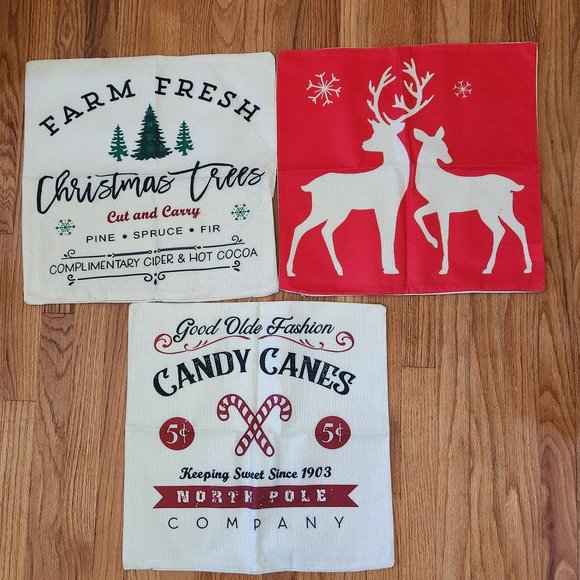 FARM FRESH
Christmas Trees
Cut and Carry
PINE • SPRUCE • FIR
COMPLIMENTARY CIDER & HOT COCOA
Good Olde Fashion
CANDY CANES
5¢ 5¢
Keeping Sweet Since 1903
NORTH POLE
COMPANY